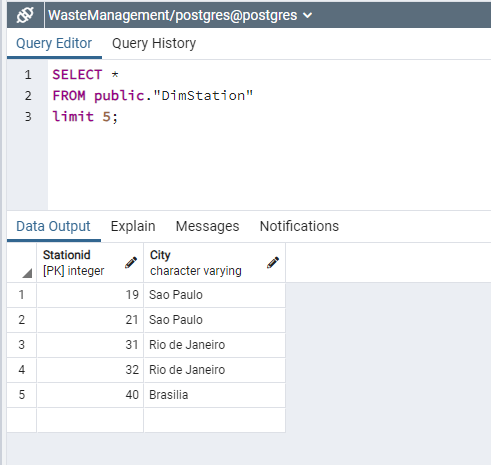 WasteManagement/postgres@postgres
Query Editor Query History
1 SELECT *
2 FROM public."DimStation"
3 limit 5;
Data Output Explain Messages Notifications
Stationid City
[PK] integer character varying
1 19 Sao Paulo
2 21 Sao Paulo
3 31 Rio de Janeiro
4 32 Rio de Janeiro
5 40 Brasilia